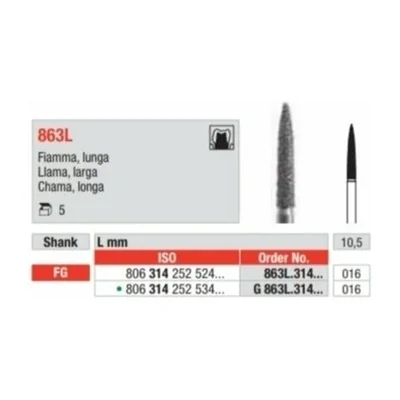 863L
Fiamma, lunga
Llama, larga
Chama, longa
5
Shank L mm 10,5
ISO Order No.
FG 806 314 252 524... 863L.314... 016
• 806 314 252 534... G 863L.314... 016